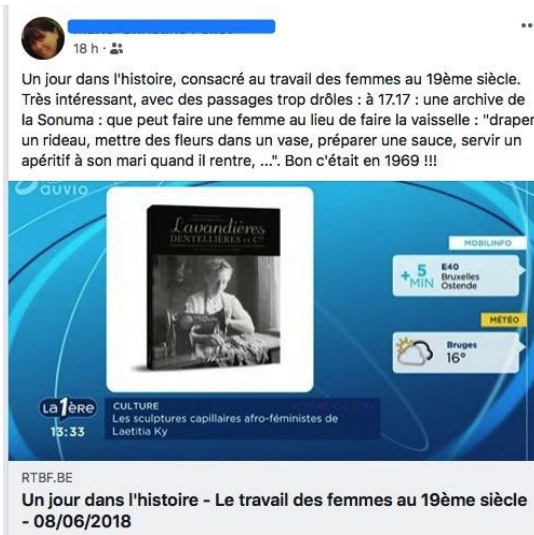 18 h
Un jour dans l'histoire, consacré au travail des femmes au 19ème siècle.
Très intéressant, avec des passages trop drôles : à 17.17 : une archive de
la Sonuma : que peut faire une femme au lieu de faire la vaisselle : "draper
un rideau, mettre des fleurs dans un vase, préparer une sauce, servir un
apéritif à son mari quand il rentre, ...". Bon c'était en 1969 !!!
auvio
Lavandières
DENTELLIÈRES et Cie
MOBILINFO
+5
MIN
E40
Bruxelles
Ostende
MÉTÉO
Bruges
16°
La 1ère
13:33
CULTURE
Les sculptures capillaires afro-féministes de
Laetitia Ky
RTBF.BE
Un jour dans l'histoire - Le travail des femmes au 19ème siècle
- 08/06/2018